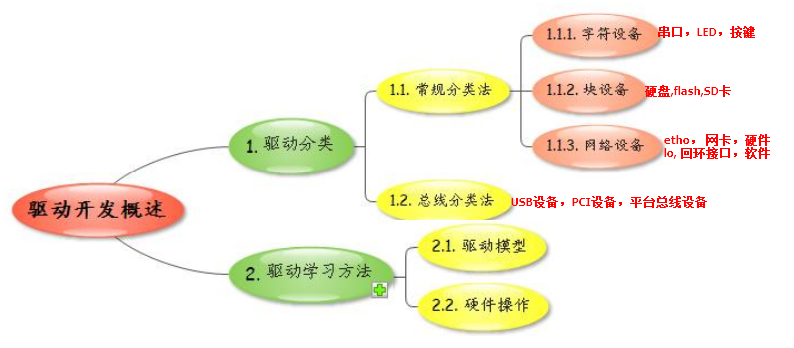 驱动开发概述
1. 驱动分类
1.1. 常规分类法
1.1.1. 字符设备
串口，LED，按键
1.1.2. 块设备
硬盘,flash,SD卡
1.1.3. 网络设备
etho， 网卡，硬件
lo, 回环接口，软件
1.2. 总线分类法
USB设备，PCI设备，平台总线设备
2. 驱动学习方法
2.1. 驱动模型
2.2. 硬件操作